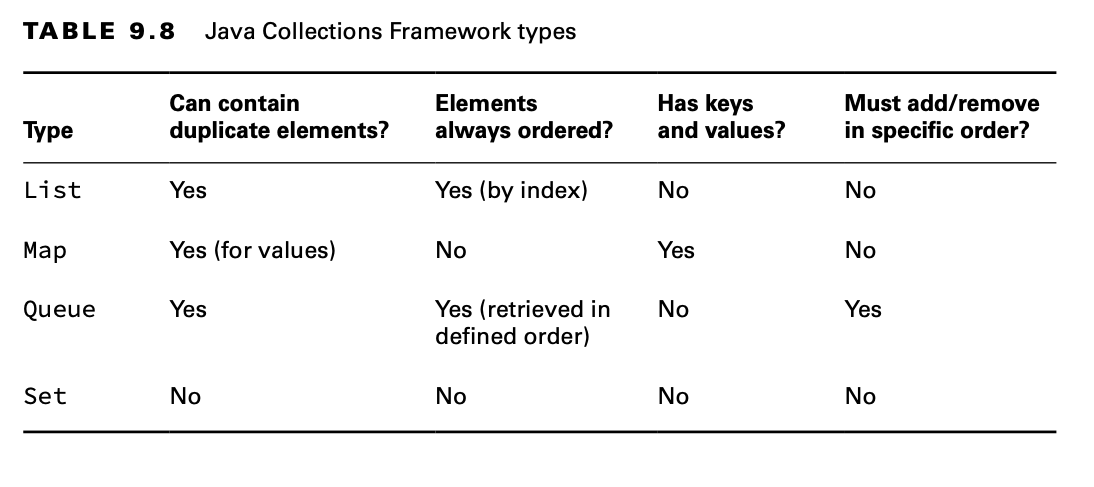 TABLE 9.8 Java Collections Framework types
Type Can contain duplicate elements? Elements always ordered? Has keys and values? Must add/remove in specific order?
List Yes Yes (by index) No No
Map Yes (for values) No Yes No
Queue Yes Yes (retrieved in defined order) No Yes
Set No No No No